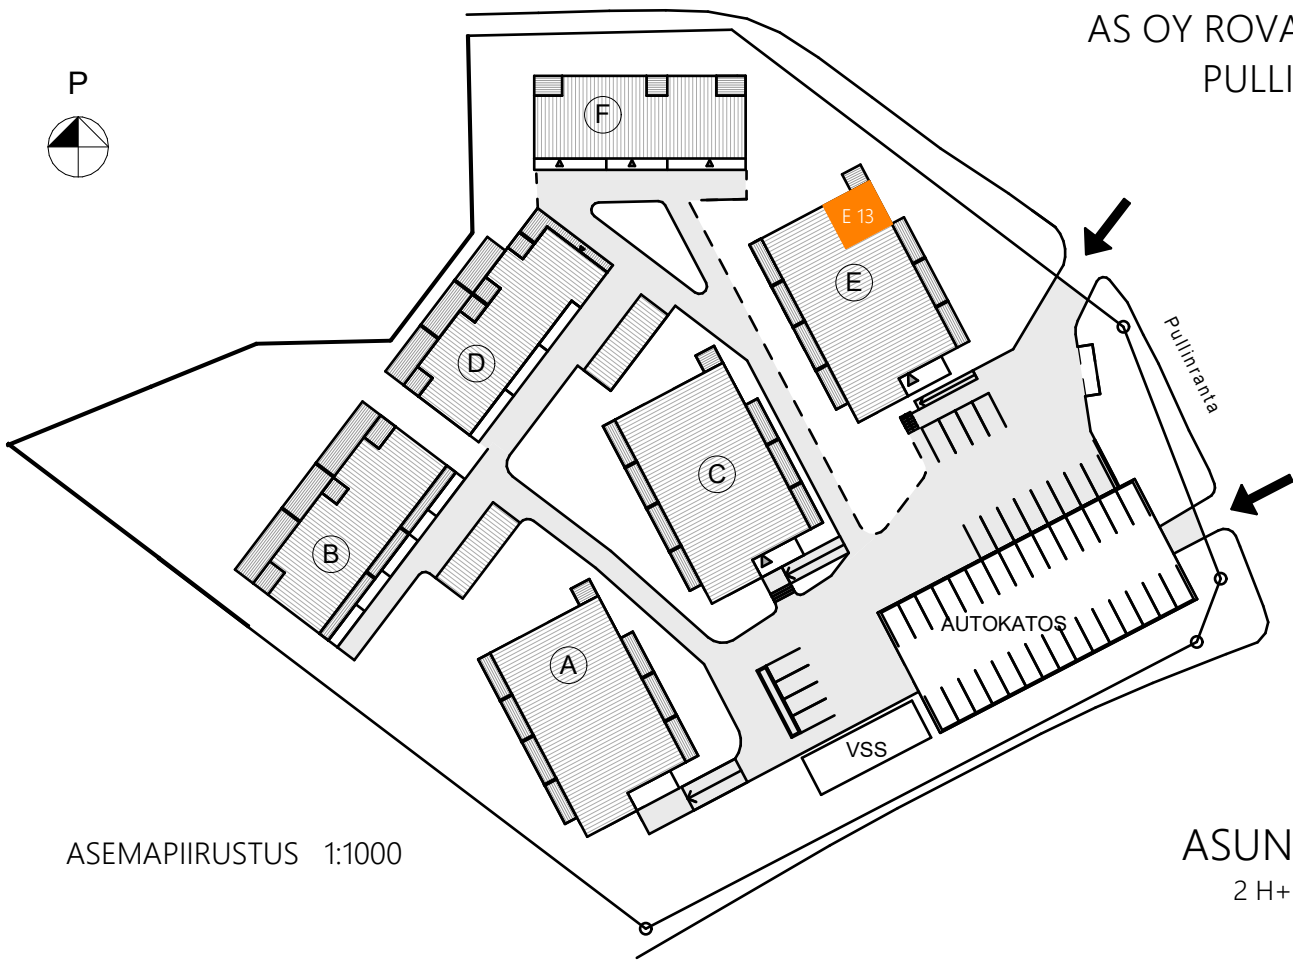 AS OY ROVA
PULLI
P
F
E 13
E
D
Pullinranta
C
B
AUTOKATOS
A
VSS
ASEMAPIIRUSTUS 1:1000
ASUN
2 H+